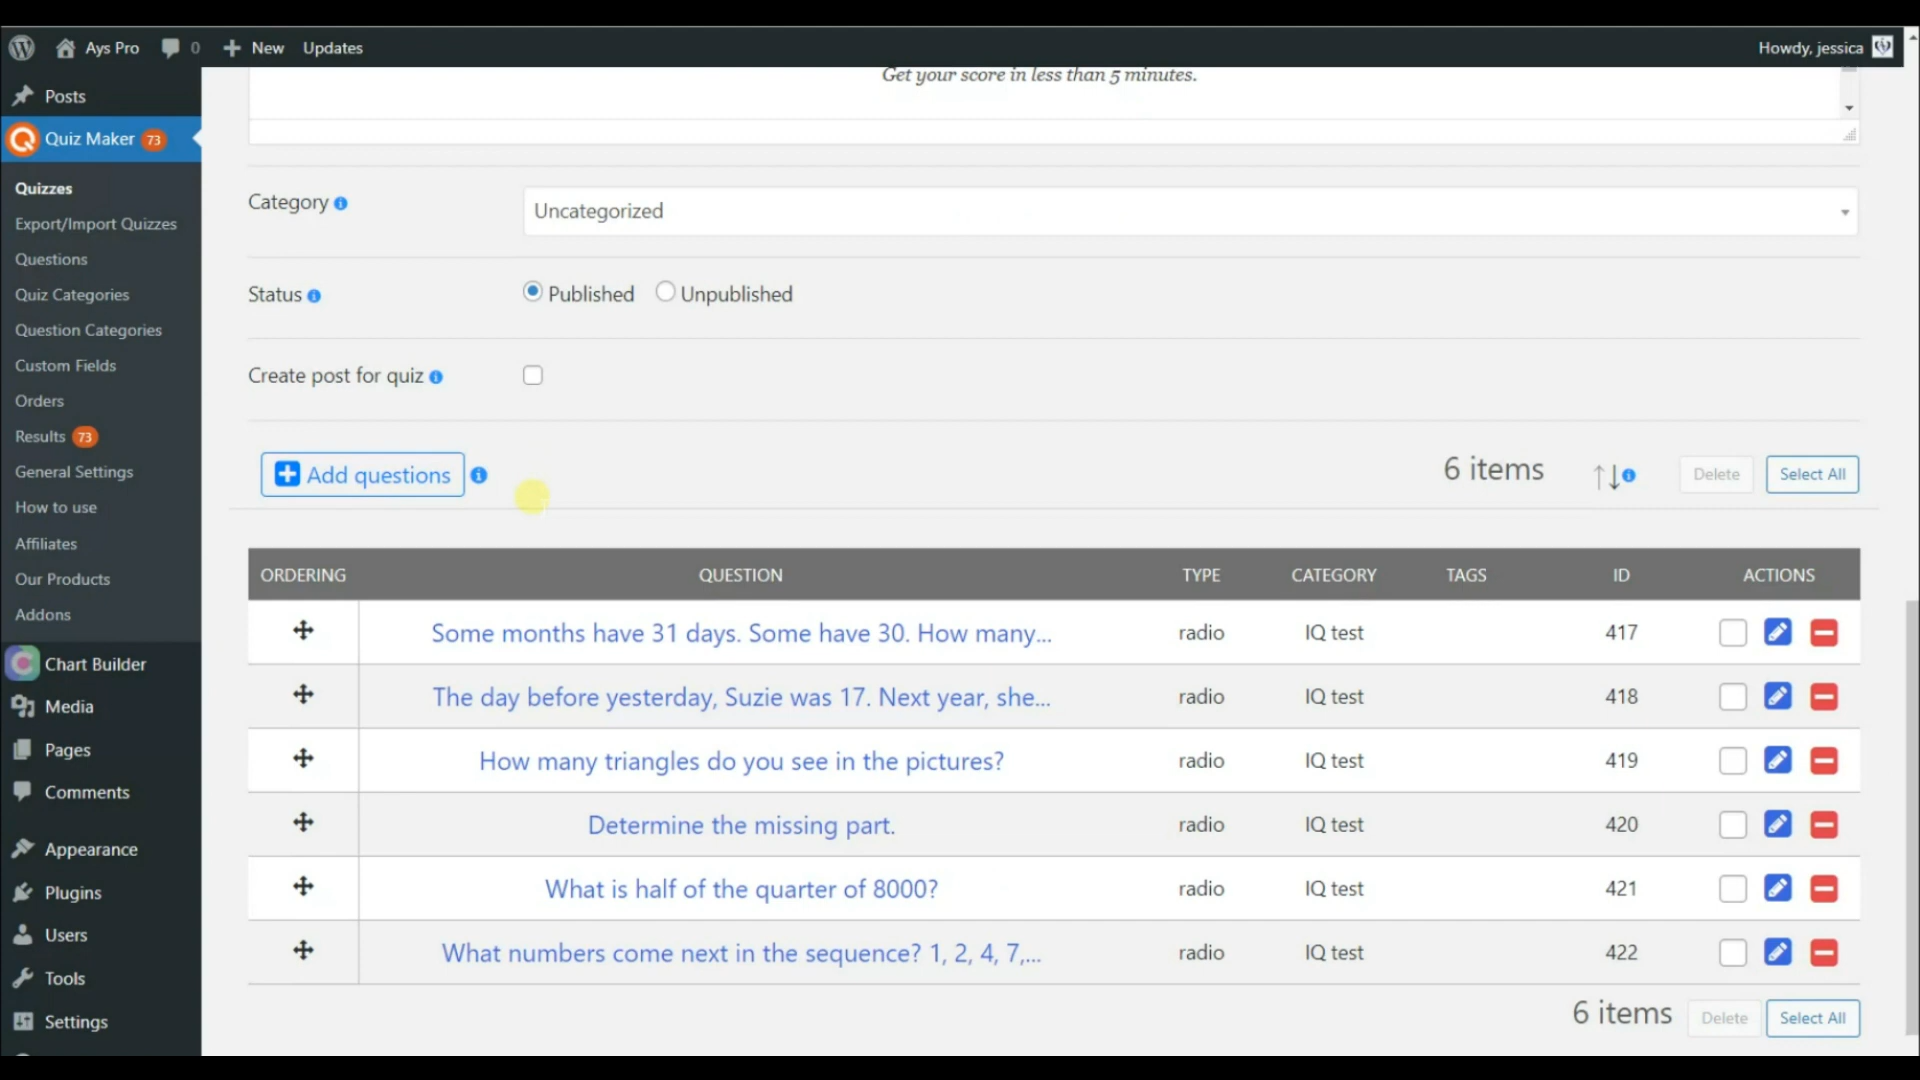 Ays Pro
0
New
Updates
Howdy, jessica
Posts
Quiz Maker 73
Quizzes
Export/Import Quizzes
Questions
Quiz Categories
Question Categories
Custom Fields
Orders
Results 73
General Settings
How to use
Affiliates
Our Products
Addons
Chart Builder
Media
Pages
Comments
Appearance
Plugins
Users
Tools
Settings
Get your score in less than 5 minutes.
Category
Uncategorized
Status
Published
Unpublished
Create post for quiz
Add questions
6 items
Delete
Select All
ORDERING QUESTION TYPE CATEGORY TAGS ID ACTIONS
Some months have 31 days. Some have 30. How many... radio IQ test 417
The day before yesterday, Suzie was 17. Next year, she... radio IQ test 418
How many triangles do you see in the pictures? radio IQ test 419
Determine the missing part. radio IQ test 420
What is half of the quarter of 8000? radio IQ test 421
What numbers come next in the sequence? 1, 2, 4, 7,... radio IQ test 422
6 items
Delete
Select All